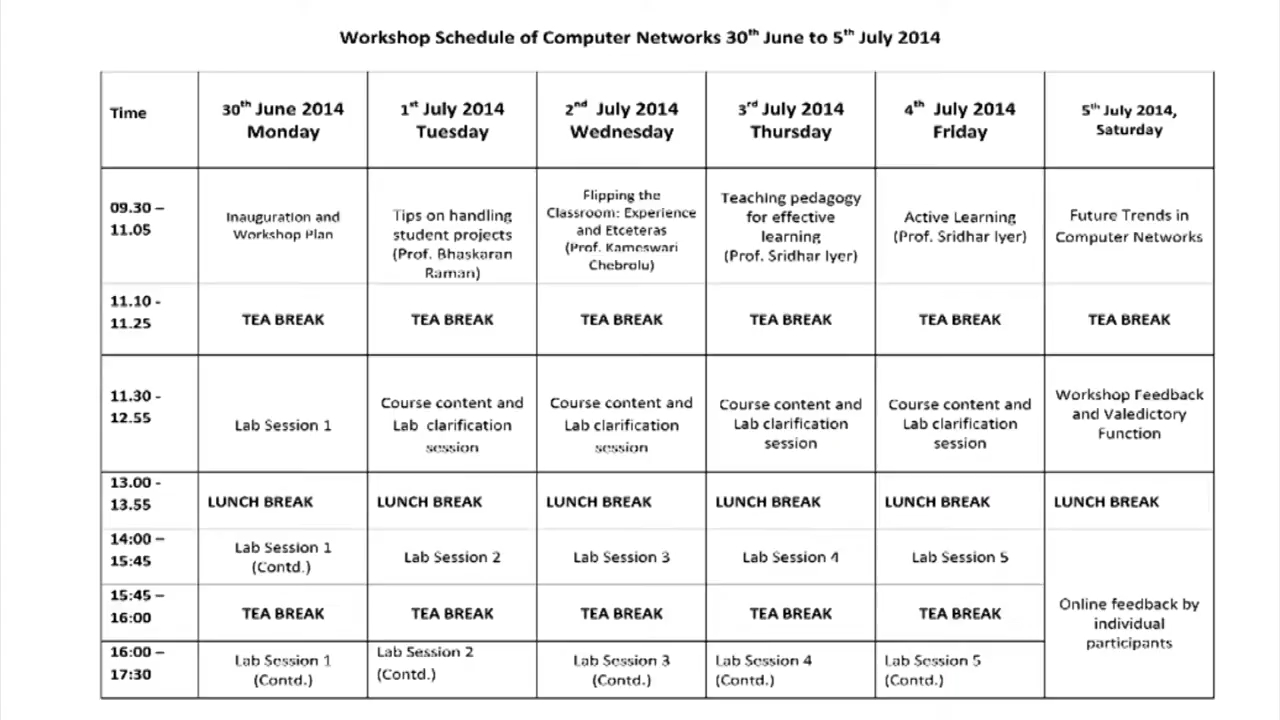 Workshop Schedule of Computer Networks 30th June to 5th July 2014
Time
30th June 2014
Monday
1st July 2014
Tuesday
2nd July 2014
Wednesday
3rd July 2014
Thursday
4th July 2014
Friday
5th July 2014,
Saturday
09.30 –
11.05
Inauguration and
Workshop Plan
Tips on handling
student projects
(Prof. Bhaskaran
Raman)
Flipping the
Classroom: Experience
and Etceteras
(Prof. Kameswari
Chebrolu)
Teaching pedagogy
for effective
learning
(Prof. Sridhar Iyer)
Active Learning
(Prof. Sridhar Iyer)
Future Trends in
Computer Networks
11.10 -
11.25
TEA BREAK
TEA BREAK
TEA BREAK
TEA BREAK
TEA BREAK
TEA BREAK
11.30 -
12.55
Lab Session 1
Course content and
Lab clarification
session
Course content and
Lab clarification
session
Course content and
Lab clarification
session
Course content and
Lab clarification
session
Workshop Feedback
and Valedictory
Function
13.00 -
13.55
LUNCH BREAK
LUNCH BREAK
LUNCH BREAK
LUNCH BREAK
LUNCH BREAK
LUNCH BREAK
14:00 –
15:45
Lab Session 1
(Contd.)
Lab Session 2
Lab Session 3
Lab Session 4
Lab Session 5
Online feedback by
individual
participants
15:45 –
16:00
TEA BREAK
TEA BREAK
TEA BREAK
TEA BREAK
TEA BREAK
16:00 –
17:30
Lab Session 1
(Contd.)
Lab Session 2
(Contd.)
Lab Session 3
(Contd.)
Lab Session 4
(Contd.)
Lab Session 5
(Contd.)